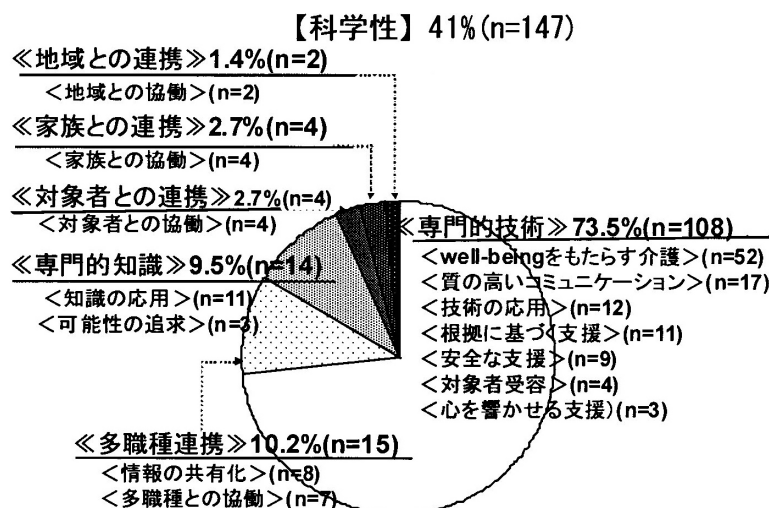 【科学性】 41%(n=147)
≪地域との連携≫1.4%(n=2)
＜地域との協働＞(n=2)
≪家族との連携≫2.7%(n=4)
＜家族との協働＞(n=4)
≪対象者との連携≫2.7%(n=4)
＜対象者との協働＞(n=4)
≪専門的知識≫9.5%(n=14)
＜知識の応用＞(n=11)
＜可能性の追求＞(n=3)
≪多職種連携≫10.2%(n=15)
＜情報の共有化＞(n=8)
＜多職種との協働＞(n=7)
≪専門的技術≫73.5%(n=108)
＜well-beingをもたらす介護＞(n=52)
＜質の高いコミュニケーション＞(n=17)
＜技術の応用＞(n=12)
＜根拠に基づく支援＞(n=11)
＜安全な支援＞(n=9)
＜対象者受容＞(n=4)
＜心を響かせる支援）(n=3)